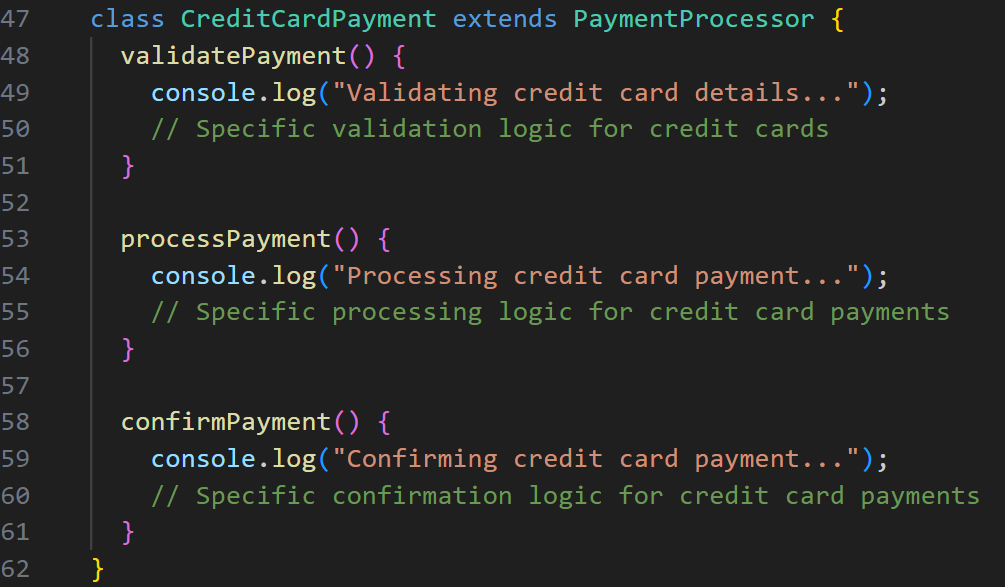 47 class CreditCardPayment extends PaymentProcessor {
48 validatePayment() {
49 console.log("Validating credit card details...");
50 // Specific validation logic for credit cards
51 }
52
53 processPayment() {
54 console.log("Processing credit card payment...");
55 // Specific processing logic for credit card payments
56 }
57
58 confirmPayment() {
59 console.log("Confirming credit card payment...");
60 // Specific confirmation logic for credit card payments
61 }
62 }